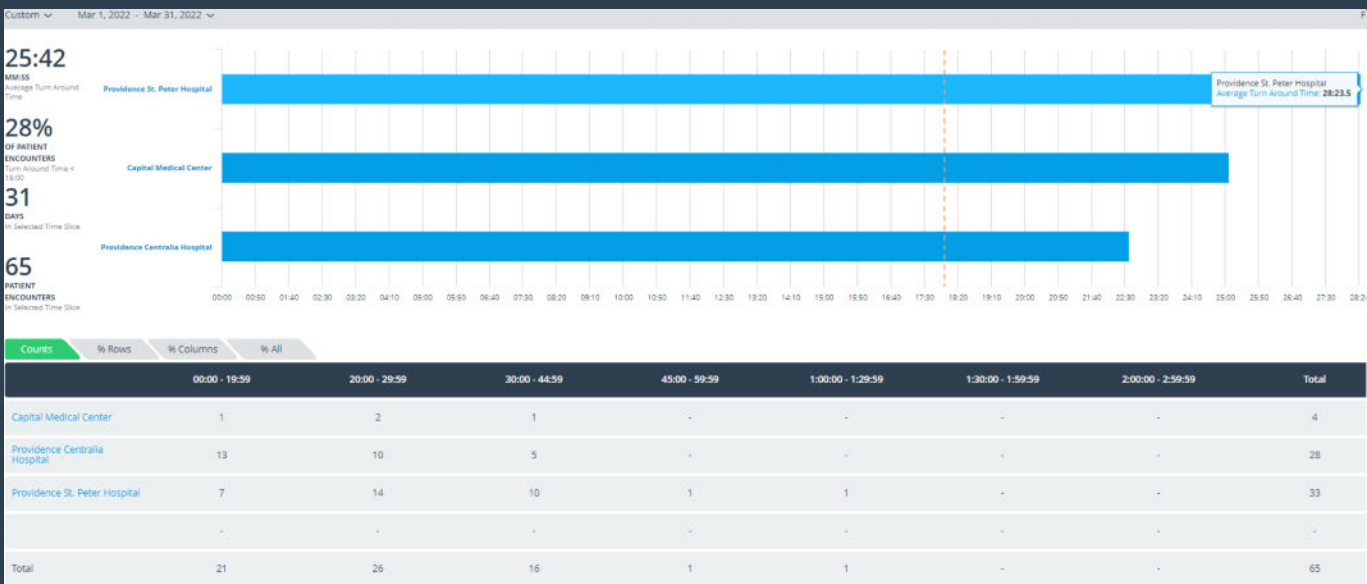 Custom Mar 1, 2022 - Mar 31, 2022 F
25:42
MM:SS
Average Turn Around
Time
28%
OF PATIENT
ENCOUNTERS
Turn Around Time <
18:00
31
DAYS
In Selected Time Slice
65
PATIENT
ENCOUNTERS
In Selected Time Slice
Providence St. Peter Hospital
Providence St. Peter Hospital
Average Turn Around Time: 28:23.5
Capital Medical Center
Providence Centralia Hospital
00:00 00:50 01:40 02:30 03:20 04:10 05:00 05:50 06:40 07:30 08:20 09:10 10:00 10:50 11:40 12:30 13:20 14:10 15:00 15:50 16:40 17:30 18:20 19:10 20:00 20:50 21:40 22:30 23:20 24:10 25:00 25:50 26:40 27:30 28:2
Counts % Rows % Columns % All
00:00 - 19:59 20:00 - 29:59 30:00 - 44:59 45:00 - 59:59 1:00:00 - 1:29:59 1:30:00 - 1:59:59 2:00:00 - 2:59:59 Total
Capital Medical Center 1 2 1 - - - - 4
Providence Centralia
Hospital 13 10 5 - - - - 28
Providence St. Peter Hospital 7 14 10 1 1 - - 33
- - - - - - - -
Total 21 26 16 1 1 - - 65